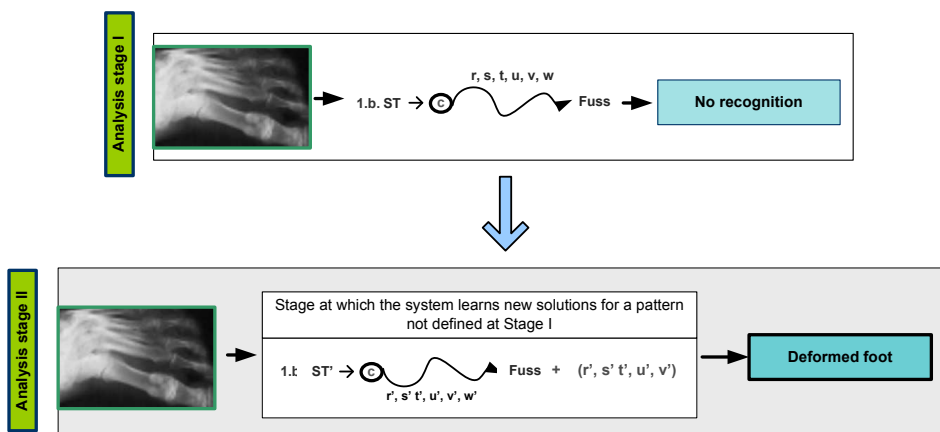 Analysis stage I
r, s, t, u, v, w
1.b. ST → c Fuss
No recognition
Analysis stage II
Stage at which the system learns new solutions for a pattern
not defined at Stage I
1.b ST’ → c Fuss + (r’, s’ t’, u’, v’)
r’, s’ t’, u’, v’, w’
Deformed foot